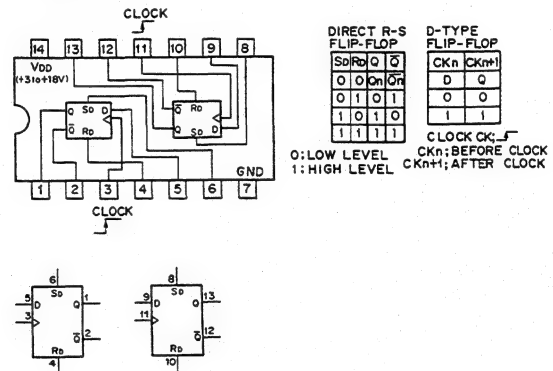 CLOCK
14 13 12 11 10 9 8
VDD
(+3 to +18V)
SD D
Q
Q̅ RD
RD
Q̅
Q SD D
GND
1 2 3 4 5 6 7
CLOCK
DIRECT R-S
FLIP-FLOP
SD RD Q Q̅
0 0 Qn Q̅n
0 1 0 1
1 0 1 0
1 1 1 1
0:LOW LEVEL
1:HIGH LEVEL
D-TYPE
FLIP-FLOP
CKn CKn+1
D Q
0 0
1 1
CLOCK CK;
CKn;BEFORE CLOCK
CKn+1;AFTER CLOCK
6
SD
5 D Q 1
3
Q̅ 2
RD
4
8
SD
9 D Q 13
11
Q̅ 12
RD
10